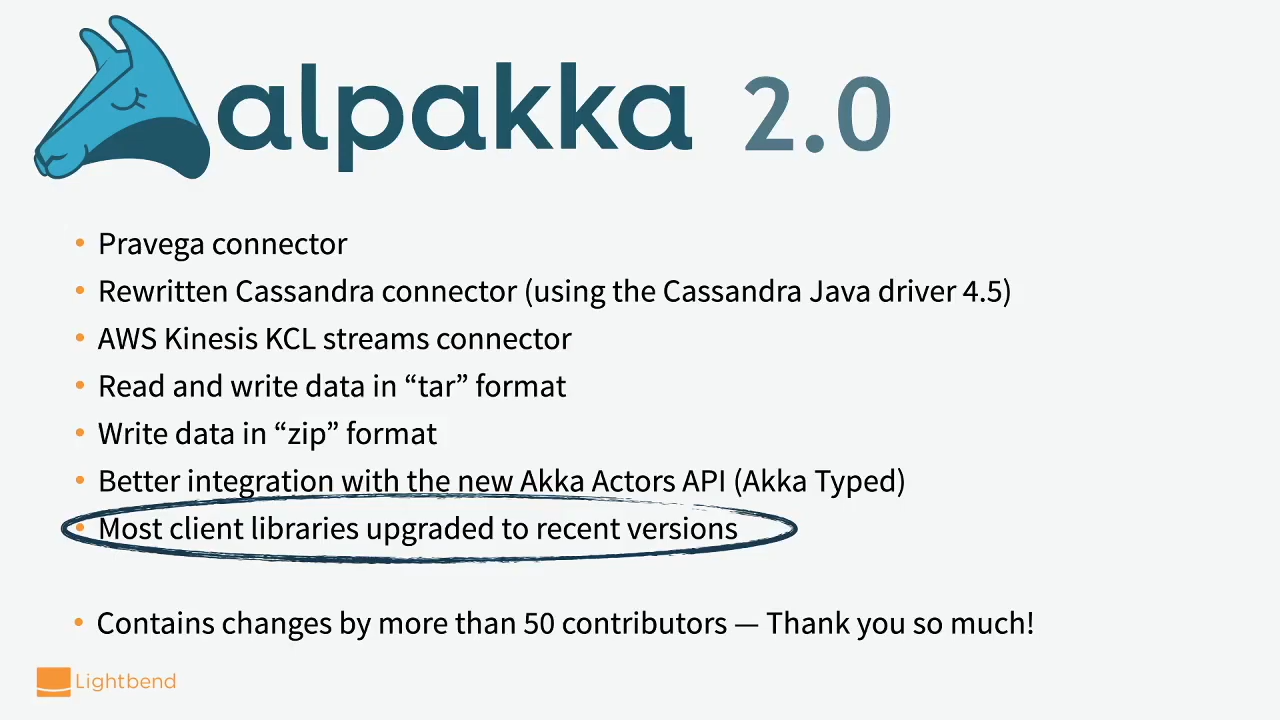 alpakka 2.0
• Pravega connector
• Rewritten Cassandra connector (using the Cassandra Java driver 4.5)
• AWS Kinesis KCL streams connector
• Read and write data in “tar” format
• Write data in “zip” format
• Better integration with the new Akka Actors API (Akka Typed)
• Most client libraries upgraded to recent versions
• Contains changes by more than 50 contributors — Thank you so much!
Lightbend